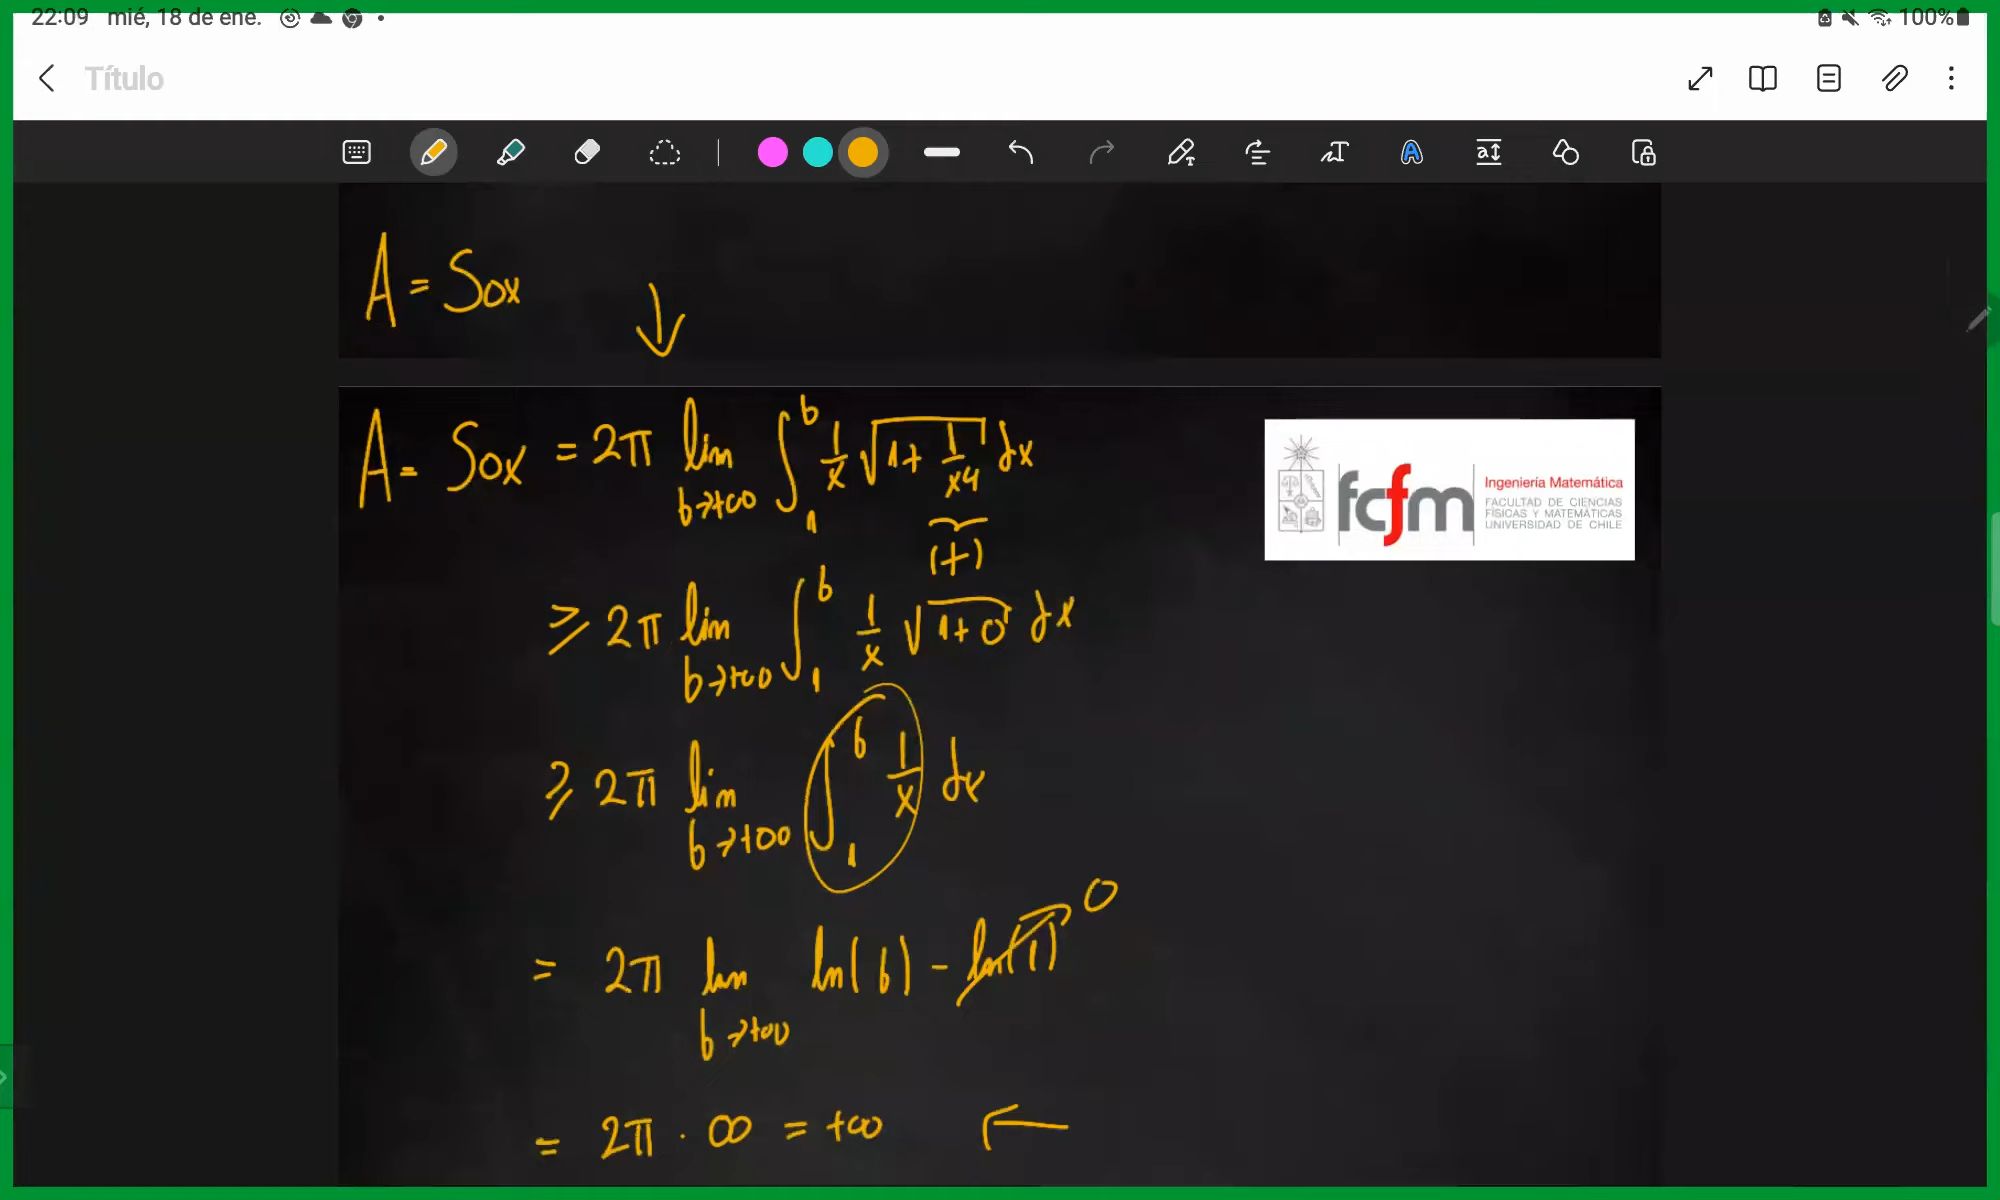 22:09 mié, 18 de ene. 100%
Título
A = Sox
A = Sox = 2π lim b→+∞ ∫₁ᵇ 1/x √(1 + 1/x⁴) dx
(+)
≥ 2π lim b→+∞ ∫₁ᵇ 1/x √(1+0) dx
≥ 2π lim b→+∞ ∫₁ᵇ 1/x dx
= 2π lim b→+∞ ln(b) - ln(1) 0
= 2π · ∞ = +∞
fcfm
Ingeniería Matemática
FACULTAD DE CIENCIAS
FÍSICAS Y MATEMÁTICAS
UNIVERSIDAD DE CHILE